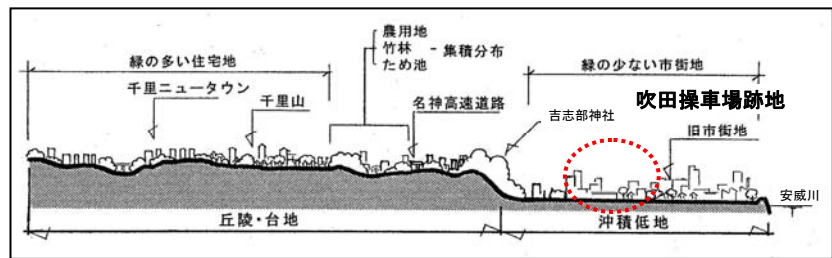 緑の多い住宅地
千里ニュータウン
千里山
農用地
竹林
ため池
集積分布
名神高速道路
緑の少ない市街地
吹田操車場跡地
吉志部神社
旧市街地
安威川
丘陵・台地
沖積低地